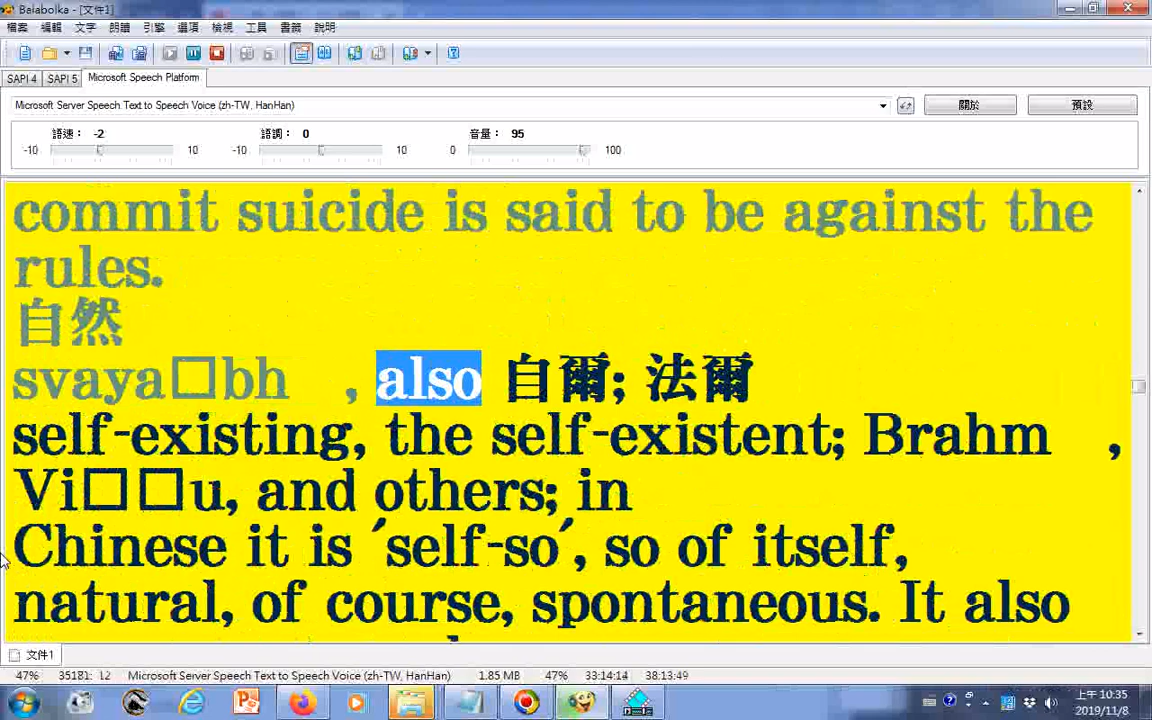 Balabolka - [文件1]
檔案 編輯 文字 朗讀 引擎 選項 檢視 工具 書籤 說明
SAPI 4 SAPI 5 Microsoft Speech Platform
Microsoft Server Speech Text to Speech Voice (zh-TW, HanHan) 關於 預設
語速： -2 語調： 0 音量： 95
-10 10 -10 10 0 100
commit suicide is said to be against the
rules.
自然
svaya□bh , also 自爾; 法爾
self-existing, the self-existent; Brahm ,
Vi□□u, and others; in
Chinese it is ′self-so′, so of itself,
natural, of course, spontaneous. It also
文件1
47% 35181: 12 Microsoft Server Speech Text to Speech Voice (zh-TW, HanHan) 1.85 MB 47% 33:14:14 38:13:49
上午 10:35
2019/11/8